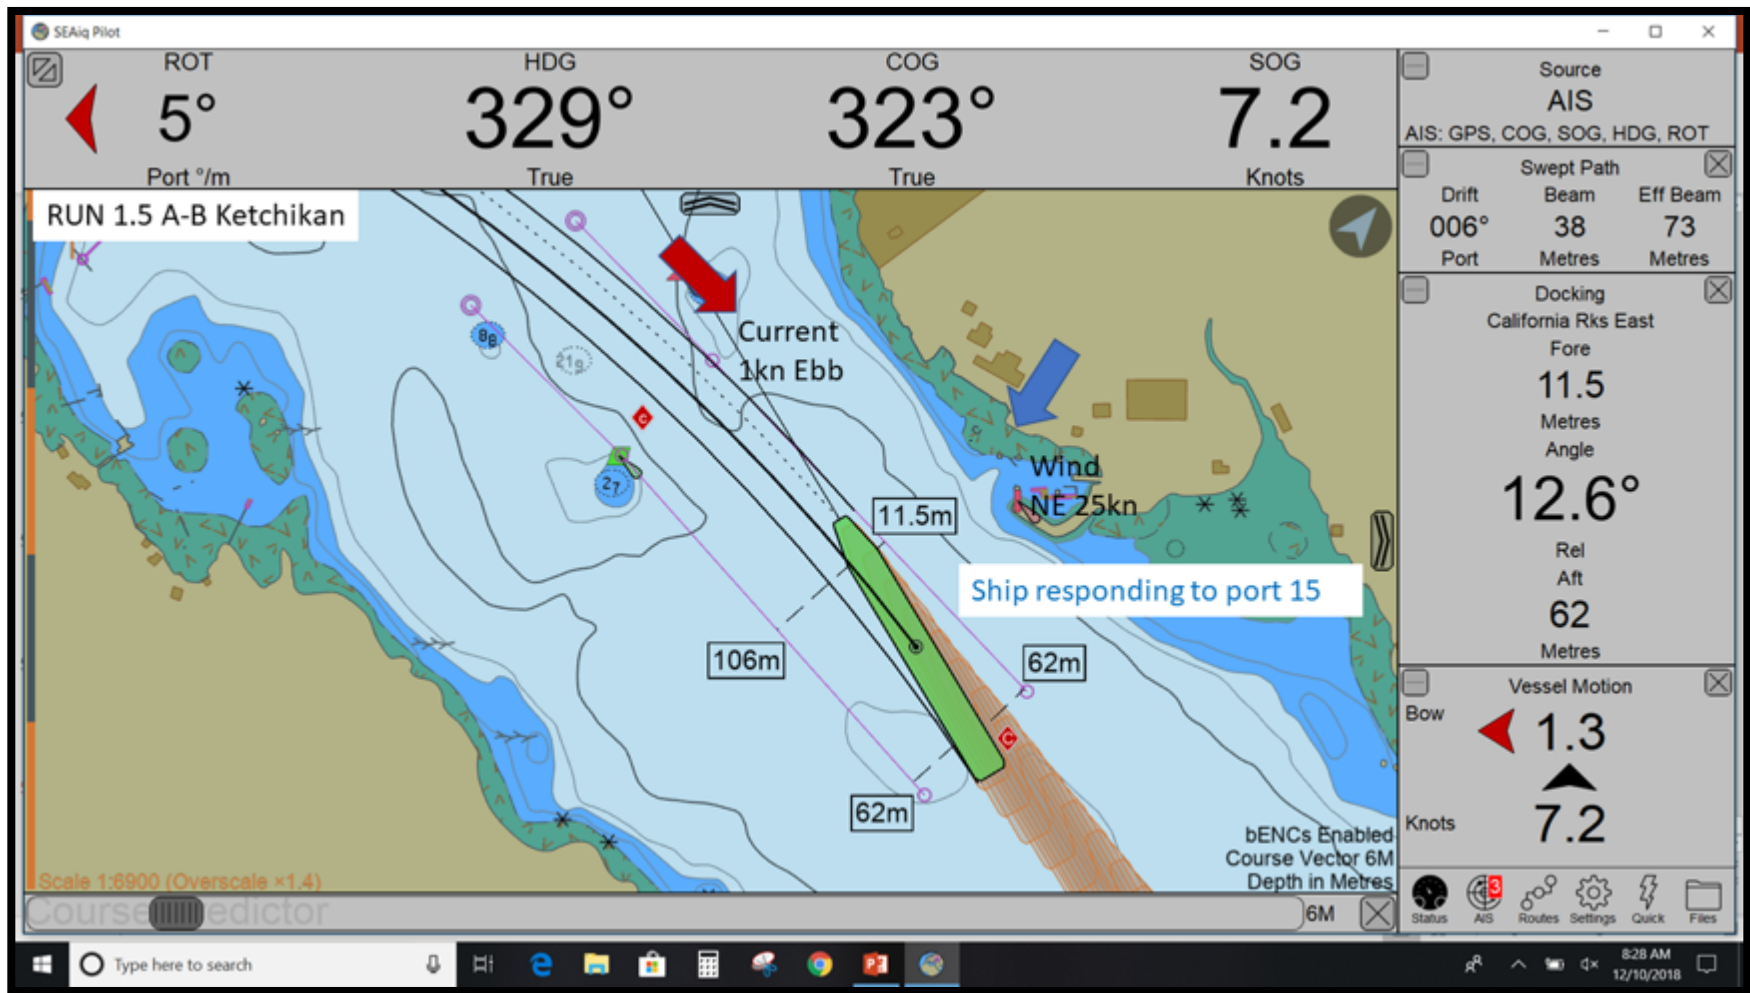 SEAiq Pilot
ROT
HDG
COG
SOG
5°
329°
323°
7.2
Port °/m
True
True
Knots
RUN 1.5 A-B Ketchikan
Current
1kn Ebb
Wind
NE 25kn
11.5m
Ship responding to port 15
106m
62m
62m
27
21
bENCs Enabled
Course Vector 6M
Depth in Metres
Scale 1:6900 (Overscale ×1.4)
6M
Source
AIS
AIS: GPS, COG, SOG, HDG, ROT
Swept Path
Drift
Beam
Eff Beam
006°
38
73
Port
Metres
Metres
Docking
California Rks East
Fore
11.5
Metres
Angle
12.6°
Rel
Aft
62
Metres
Vessel Motion
Bow
1.3
Knots
7.2
3
Status
AIS
Routes
Settings
Quick
Files
Type here to search
8:28 AM
12/10/2018